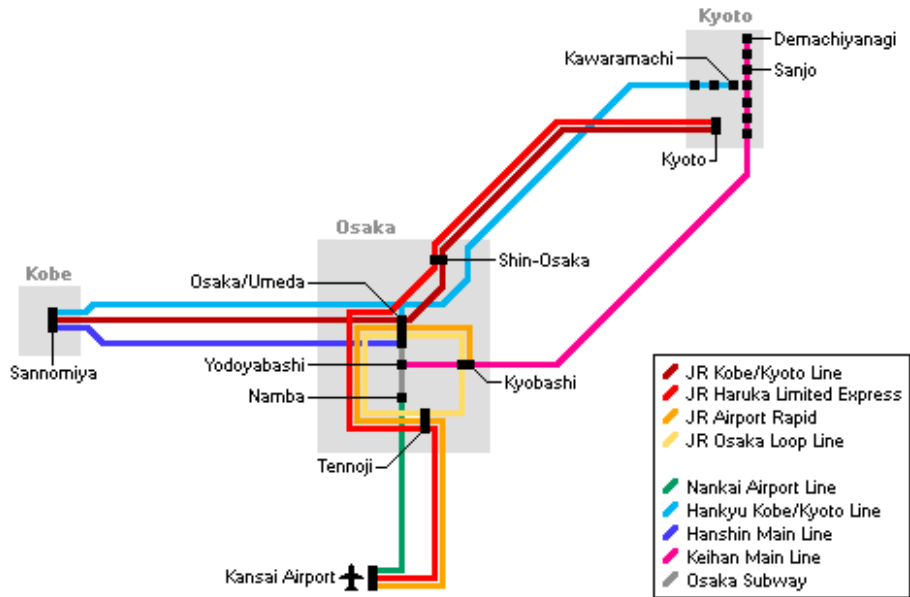 Kyoto
Demachiyanagi
Kawaramachi
Sanjo
Kyoto
Osaka
Shin-Osaka
Kobe
Osaka/Umeda
Sannomiya
Yodoyabashi
Kyobashi
Namba
Tennoji
Kansai Airport
JR Kobe/Kyoto Line
JR Haruka Limited Express
JR Airport Rapid
JR Osaka Loop Line
Nankai Airport Line
Hankyu Kobe/Kyoto Line
Hanshin Main Line
Keihan Main Line
Osaka Subway